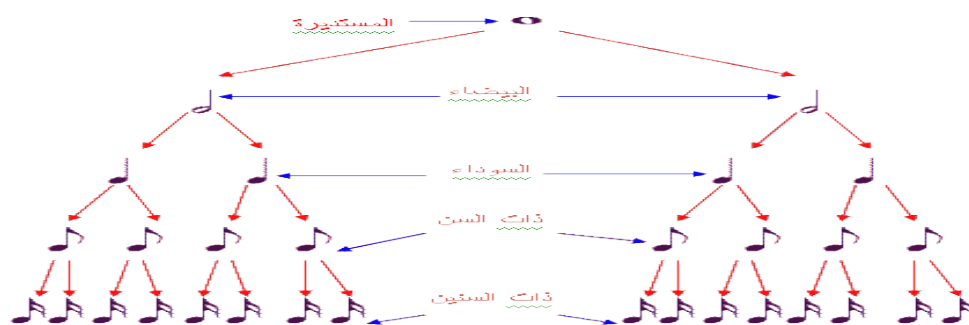 المستديرة
البيضاء
السوداء
ذات السن
ذات السنين